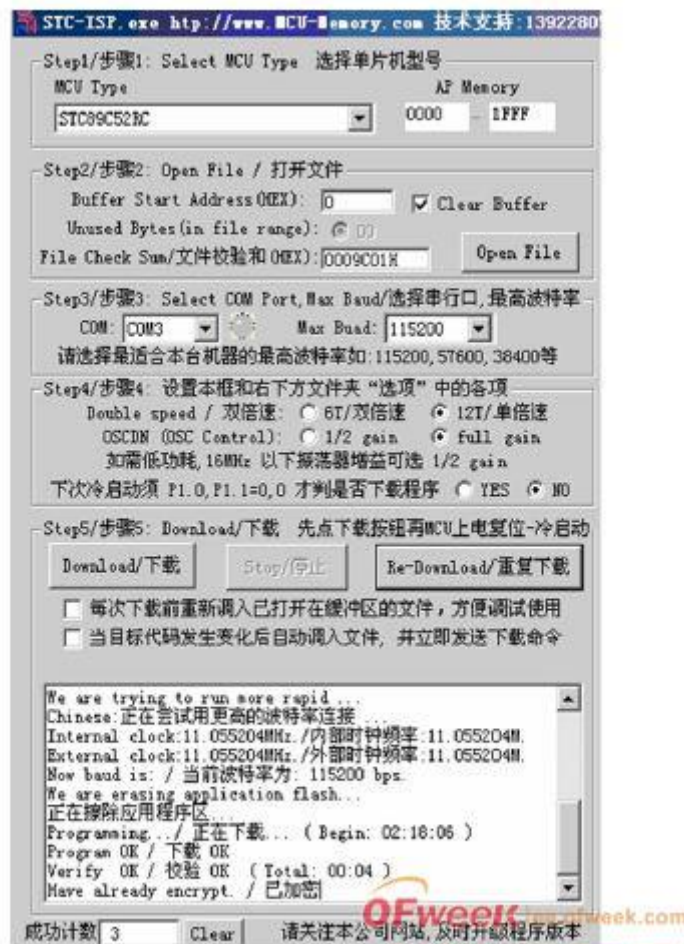 STC-ISP.exe htp://www.MCU-Memory.com 技术支持:1392280
Step1/步骤1: Select MCU Type 选择单片机型号
MCU Type AP Memory
STC89C52RC 0000 - 1FFF
Step2/步骤2: Open File / 打开文件
Buffer Start Address(HEX): 0 Clear Buffer
Unused Bytes(in file range): 00
File Check Sum/文件校验和(HEX): 0009C01H Open File
Step3/步骤3: Select COM Port,Max Baud/选择串行口,最高波特率
COM: COM3 Max Buad: 115200
请选择最适合本台机器的最高波特率如:115200,57600,38400等
Step4/步骤4: 设置本框和右下方文件夹“选项”中的各项
Double speed / 双倍速: 6T/双倍速 12T/单倍速
OSCDN (OSC Control): 1/2 gain full gain
如需低功耗,16MHz 以下振荡器增益可选 1/2 gain
下次冷启动须 P1.0,P1.1=0,0 才判是否下载程序 YES NO
Step5/步骤5: Download/下载 先点下载按钮再MCU上电复位-冷启动
Download/下载 Stop/停止 Re-Download/重复下载
每次下载前重新调入已打开在缓冲区的文件，方便调试使用
当目标代码发生变化后自动调入文件, 并立即发送下载命令
We are trying to run more rapid ...
Chinese:正在尝试用更高的波特率连接 ...
Internal clock:11.055204MHz./内部时钟频率:11.055204M.
External clock:11.055204MHz./外部时钟频率:11.055204M.
Now baud is: / 当前波特率为: 115200 bps.
We are erasing application flash...
正在擦除应用程序区...
Programming.../ 正在下载... ( Begin: 02:18:06 )
Program OK / 下载 OK
Verify OK / 校验 OK ( Total: 00:04 )
Have already encrypt. / 已加密
OFweek ofweek.com
成功计数 3 Clear 请关注本公司网站,及时升级程序版本